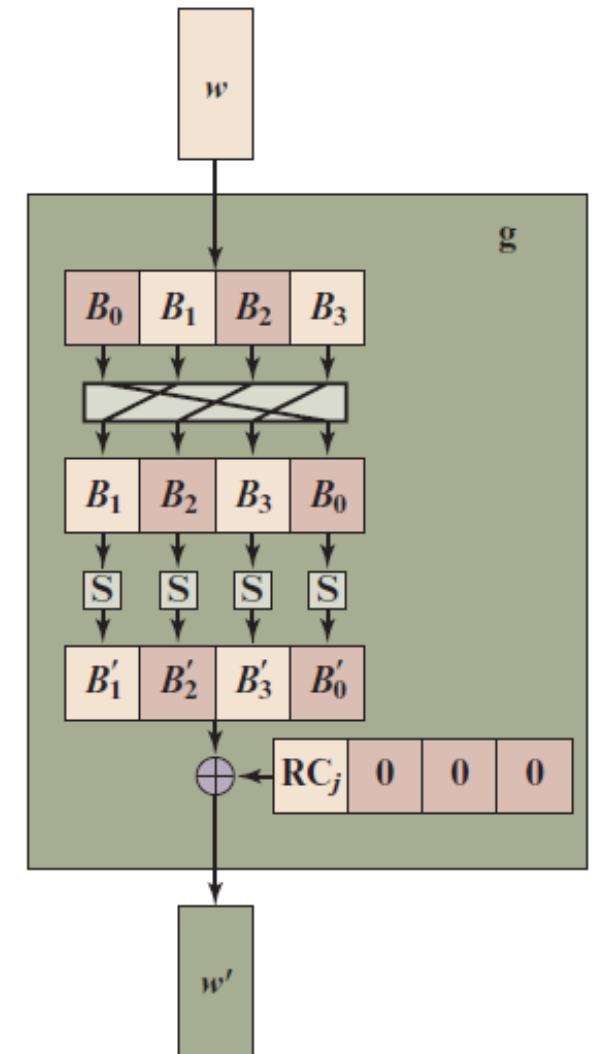 w
g
B₀ B₁ B₂ B₃
B₁ B₂ B₃ B₀
S S S S
B′₁ B′₂ B′₃ B′₀
RCⱼ 0 0 0
w′